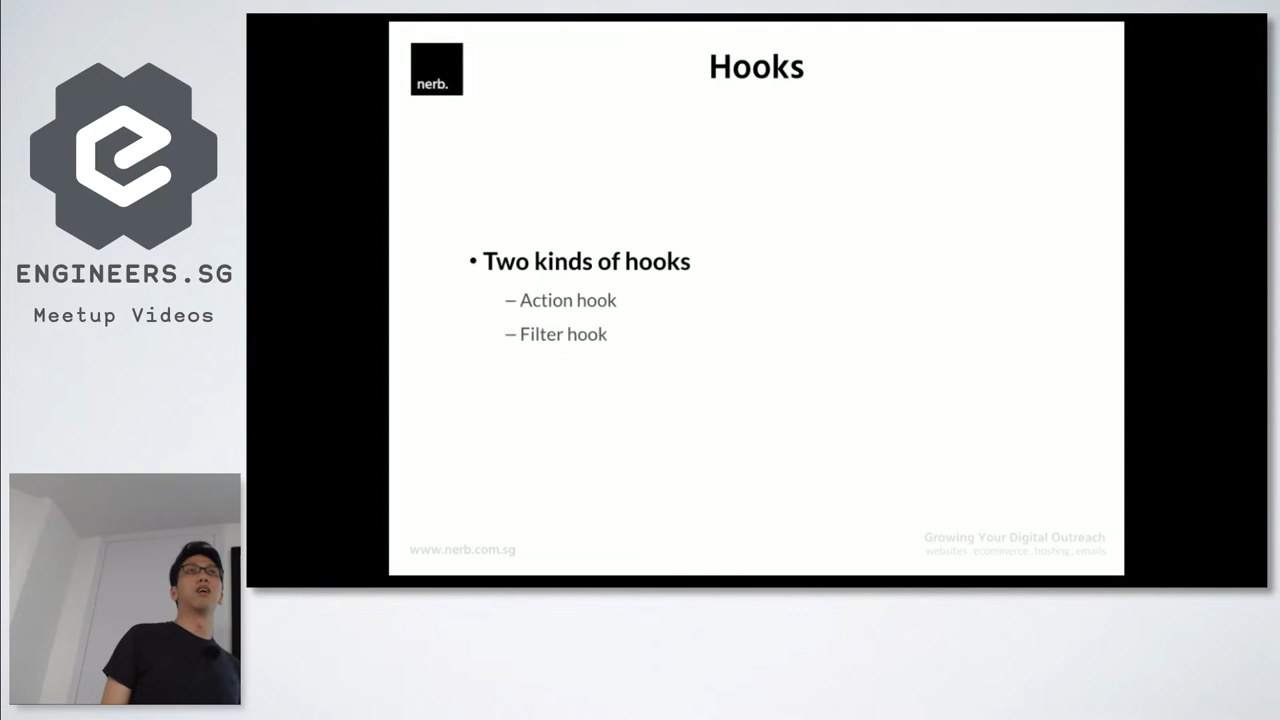 ENGINEERS.SG
Meetup Videos
nerb.
Hooks
• Two kinds of hooks
– Action hook
– Filter hook
www.nerb.com.sg
Growing Your Digital Outreach
websites . ecommerce . hosting . emails